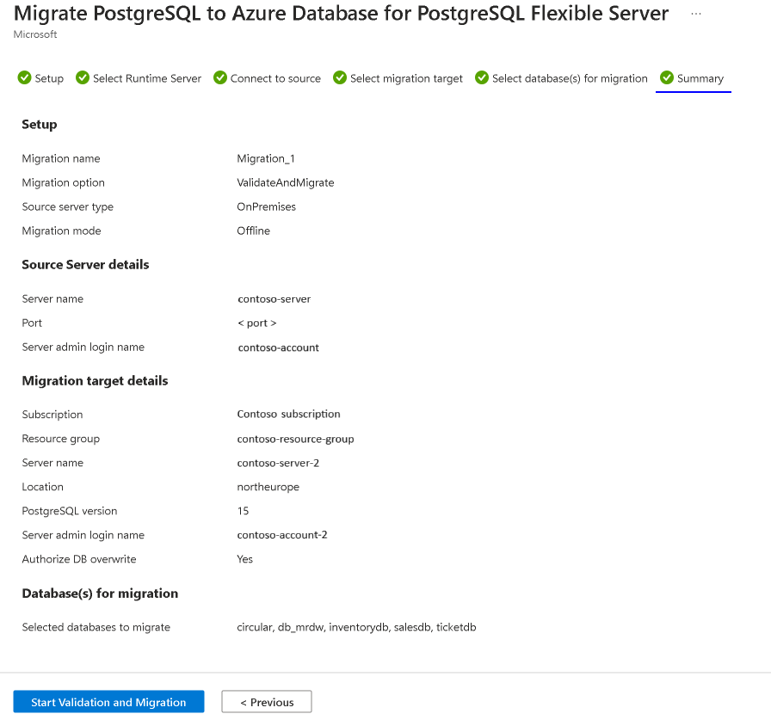 Migrate PostgreSQL to Azure Database for PostgreSQL Flexible Server ...
Microsoft
Setup Select Runtime Server Connect to source Select migration target Select database(s) for migration Summary
Setup
Migration name Migration_1
Migration option ValidateAndMigrate
Source server type OnPremises
Migration mode Offline
Source Server details
Server name contoso-server
Port < port >
Server admin login name contoso-account
Migration target details
Subscription Contoso subscription
Resource group contoso-resource-group
Server name contoso-server-2
Location northeurope
PostgreSQL version 15
Server admin login name contoso-account-2
Authorize DB overwrite Yes
Database(s) for migration
Selected databases to migrate circular, db_mrdw, inventorydb, salesdb, ticketdb
Start Validation and Migration < Previous